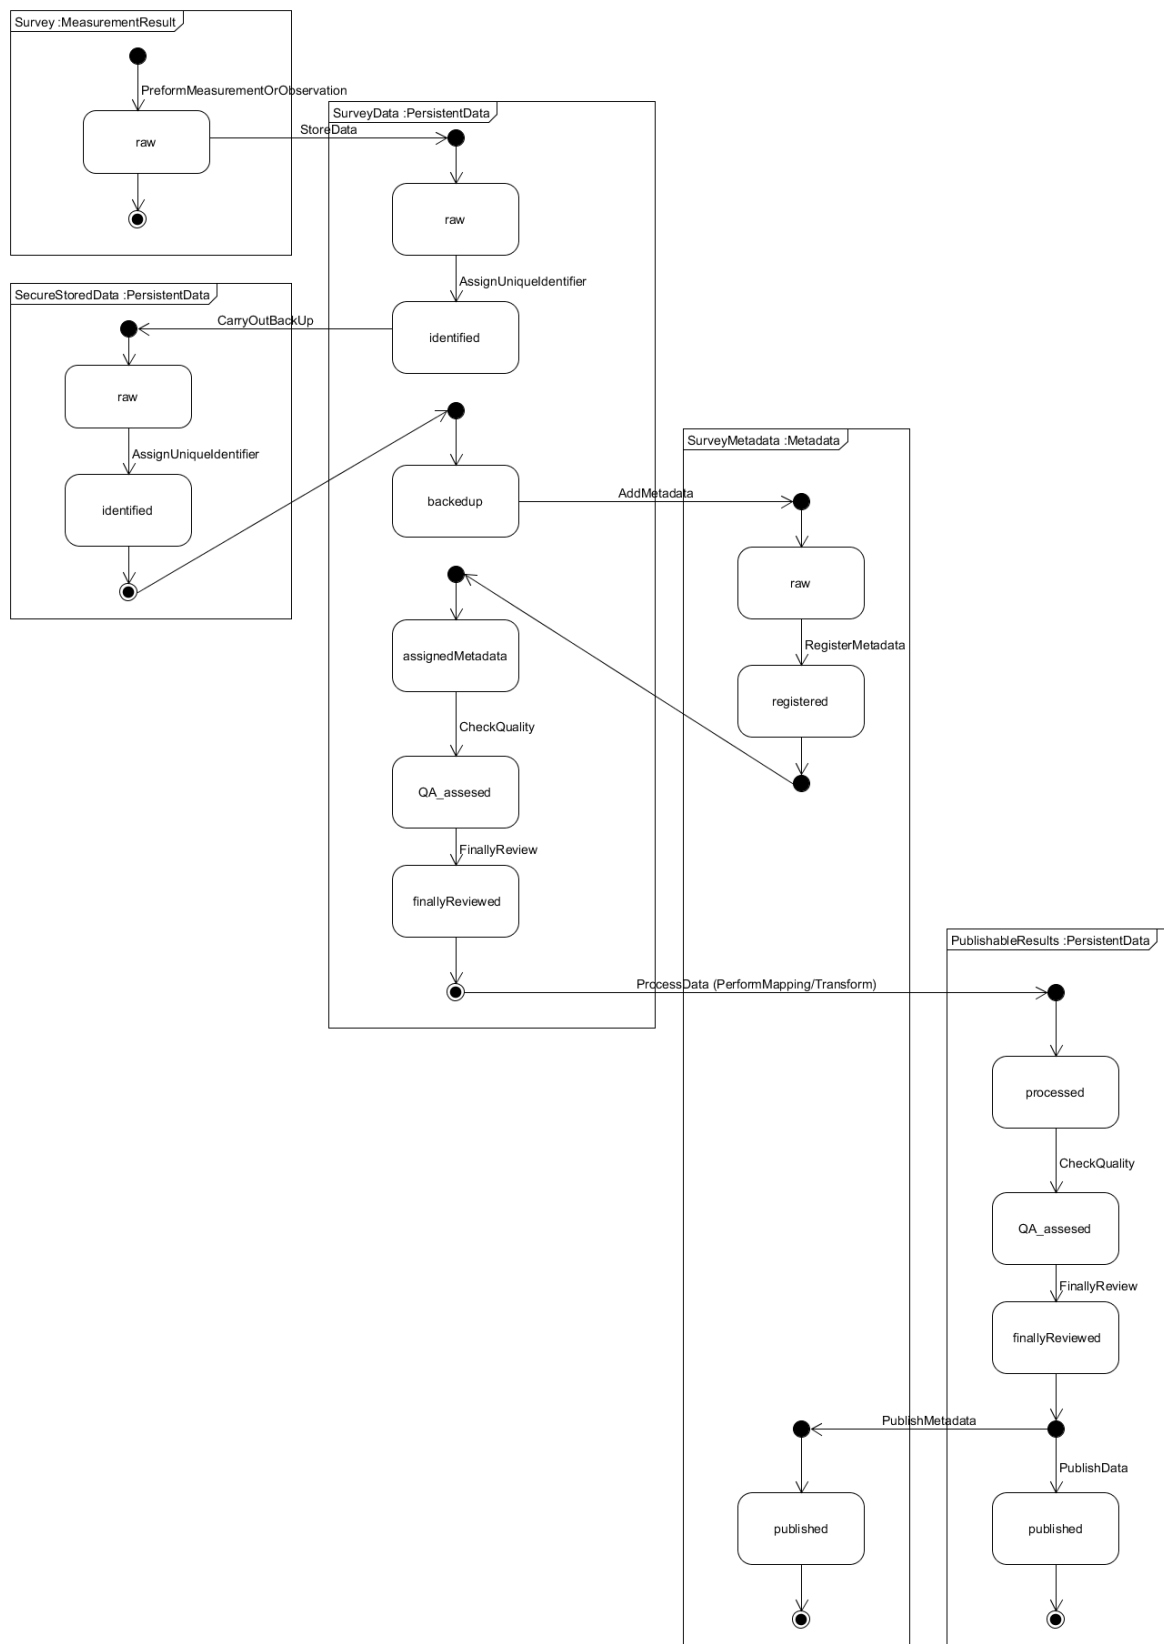 Survey :MeasurementResult
PreformMeasurementOrObservation
raw
SurveyData :PersistentData
StoreData
raw
AssignUniqueIdentifier
identified
SecureStoredData :PersistentData
CarryOutBackUp
raw
AssignUniqueIdentifier
identified
backedup
SurveyMetadata :Metadata
AddMetadata
raw
RegisterMetadata
registered
assignedMetadata
CheckQuality
QA_assesed
FinallyReview
finallyReviewed
PublishableResults :PersistentData
ProcessData (PerformMapping/Transform)
processed
CheckQuality
QA_assesed
FinallyReview
finallyReviewed
PublishMetadata
PublishData
published
published